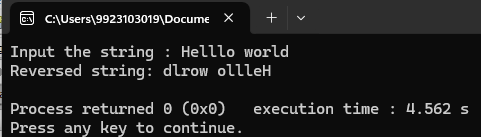 C:\Users\9923103019\Docume
Input the string : Helllo world
Reversed string: dlrow ollleH
Process returned 0 (0x0)   execution time : 4.562 s
Press any key to continue.